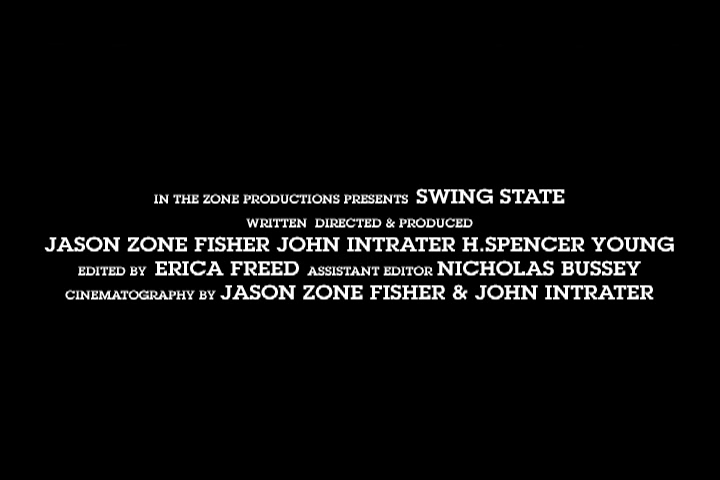 IN THE ZONE PRODUCTIONS PRESENTS SWING STATE
WRITTEN DIRECTED & PRODUCED
JASON ZONE FISHER JOHN INTRATER H.SPENCER YOUNG
EDITED BY ERICA FREED ASSISTANT EDITOR NICHOLAS BUSSEY
CINEMATOGRAPHY BY JASON ZONE FISHER & JOHN INTRATER